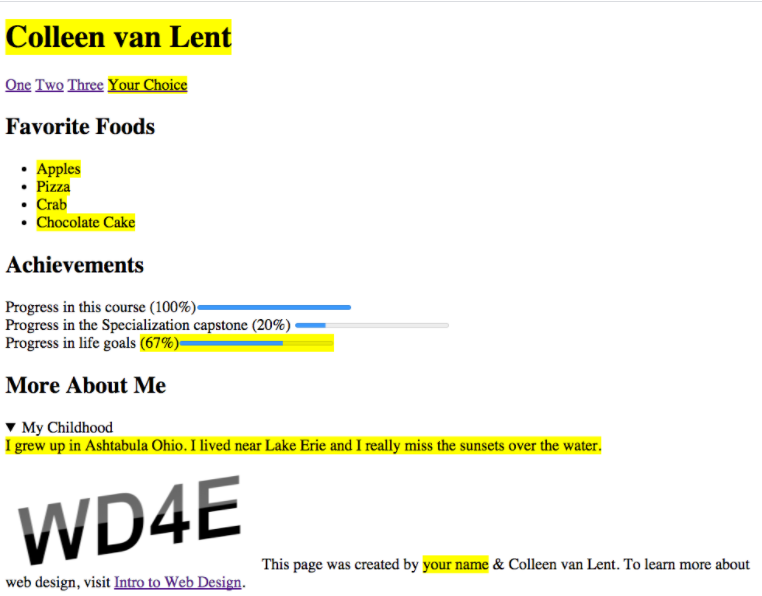 Colleen van Lent
One Two Three Your Choice
Favorite Foods
Apples
Pizza
Crab
Chocolate Cake
Achievements
Progress in this course (100%)
Progress in the Specialization capstone (20%)
Progress in life goals (67%)
More About Me
▼ My Childhood
I grew up in Ashtabula Ohio. I lived near Lake Erie and I really miss the sunsets over the water.
WD4E
This page was created by your name & Colleen van Lent. To learn more about
web design, visit Intro to Web Design.